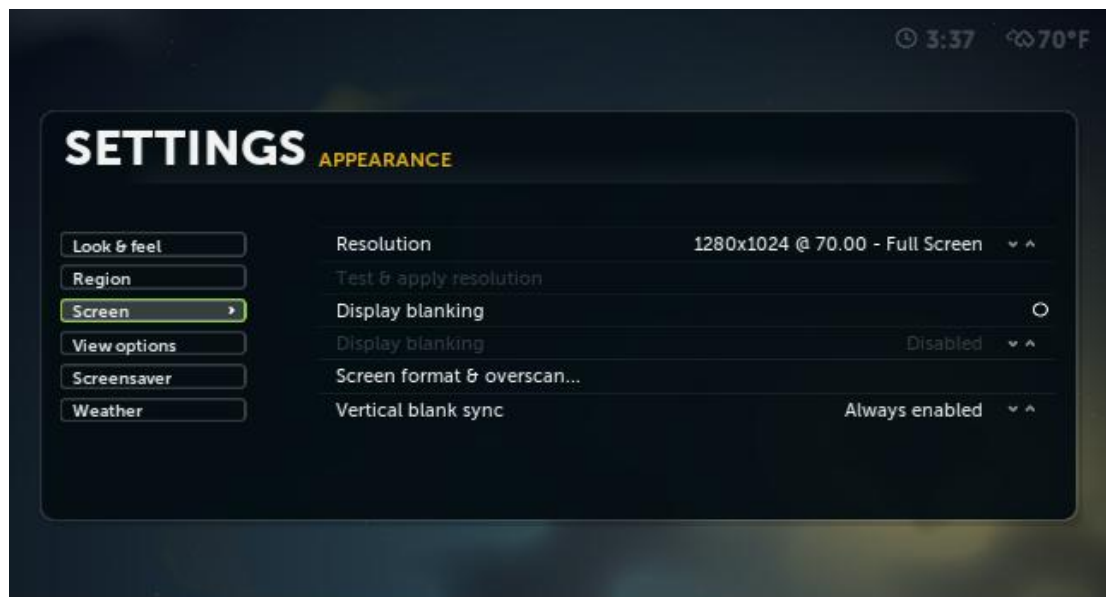 3:37 70°F
SETTINGS APPEARANCE
Look & feel
Region
Screen
View options
Screensaver
Weather
Resolution 1280x1024 @ 70.00 - Full Screen
Test & apply resolution
Display blanking
Display blanking Disabled
Screen format & overscan...
Vertical blank sync Always enabled